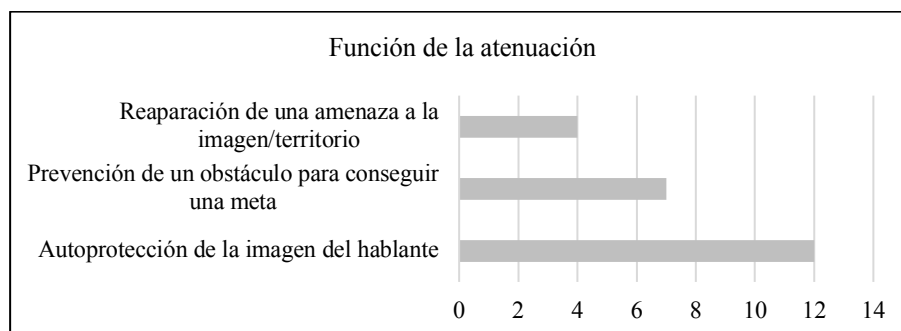 Función de la atenuación
Reaparación de una amenaza a la
imagen/territorio
Prevención de un obstáculo para conseguir
una meta
Autoprotección de la imagen del hablante
0 2 4 6 8 10 12 14